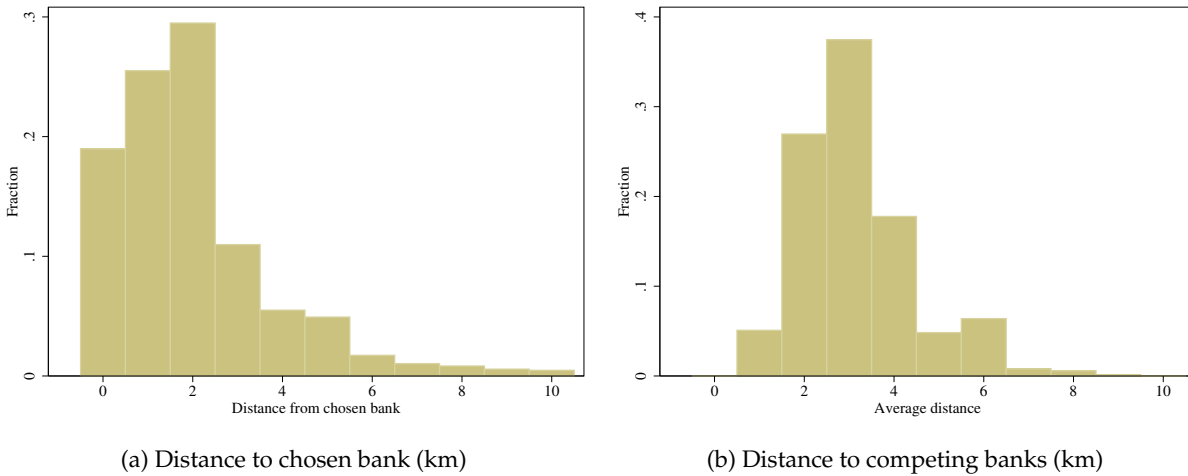 .3
.2
.1
0
Fraction
0 2 4 6 8 10
Distance from chosen bank
(a) Distance to chosen bank (km)
.4
.3
.2
.1
0
Fraction
0 2 4 6 8 10
Average distance
(b) Distance to competing banks (km)